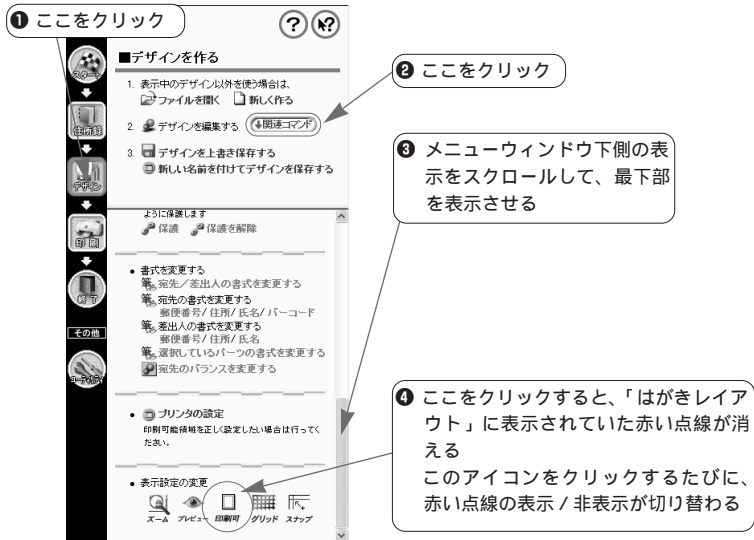 ❶ ここをクリック
? ?
■デザインを作る
スタート
住所録
デザイン
印刷
終了
その他
ユーティリティ
1. 表示中のデザイン以外を使う場合は、
ファイルを開く 新しく作る
2. デザインを編集する (↓関連コマンド)
3. デザインを上書き保存する
新しい名前を付けてデザインを保存する
ように保護します
保護 保護を解除
• 書式を変更する
筆 宛先/差出人の書式を変更する
筆 宛先の書式を変更する
郵便番号/住所/氏名/バーコード
筆 差出人の書式を変更する
郵便番号/住所/氏名
筆 選択しているパーツの書式を変更する
宛先のバランスを変更する
• プリンタの設定
印刷可能領域を正しく設定したい場合は行ってく
ださい。
• 表示設定の変更
ズーム プレビュー 印刷可 グリッド スナップ
❷ ここをクリック
❸ メニューウィンドウ下側の表
示をスクロールして、最下部
を表示させる
❹ ここをクリックすると、「はがきレイア
ウト」に表示されていた赤い点線が消
える
このアイコンをクリックするたびに、
赤い点線の表示/非表示が切り替わる